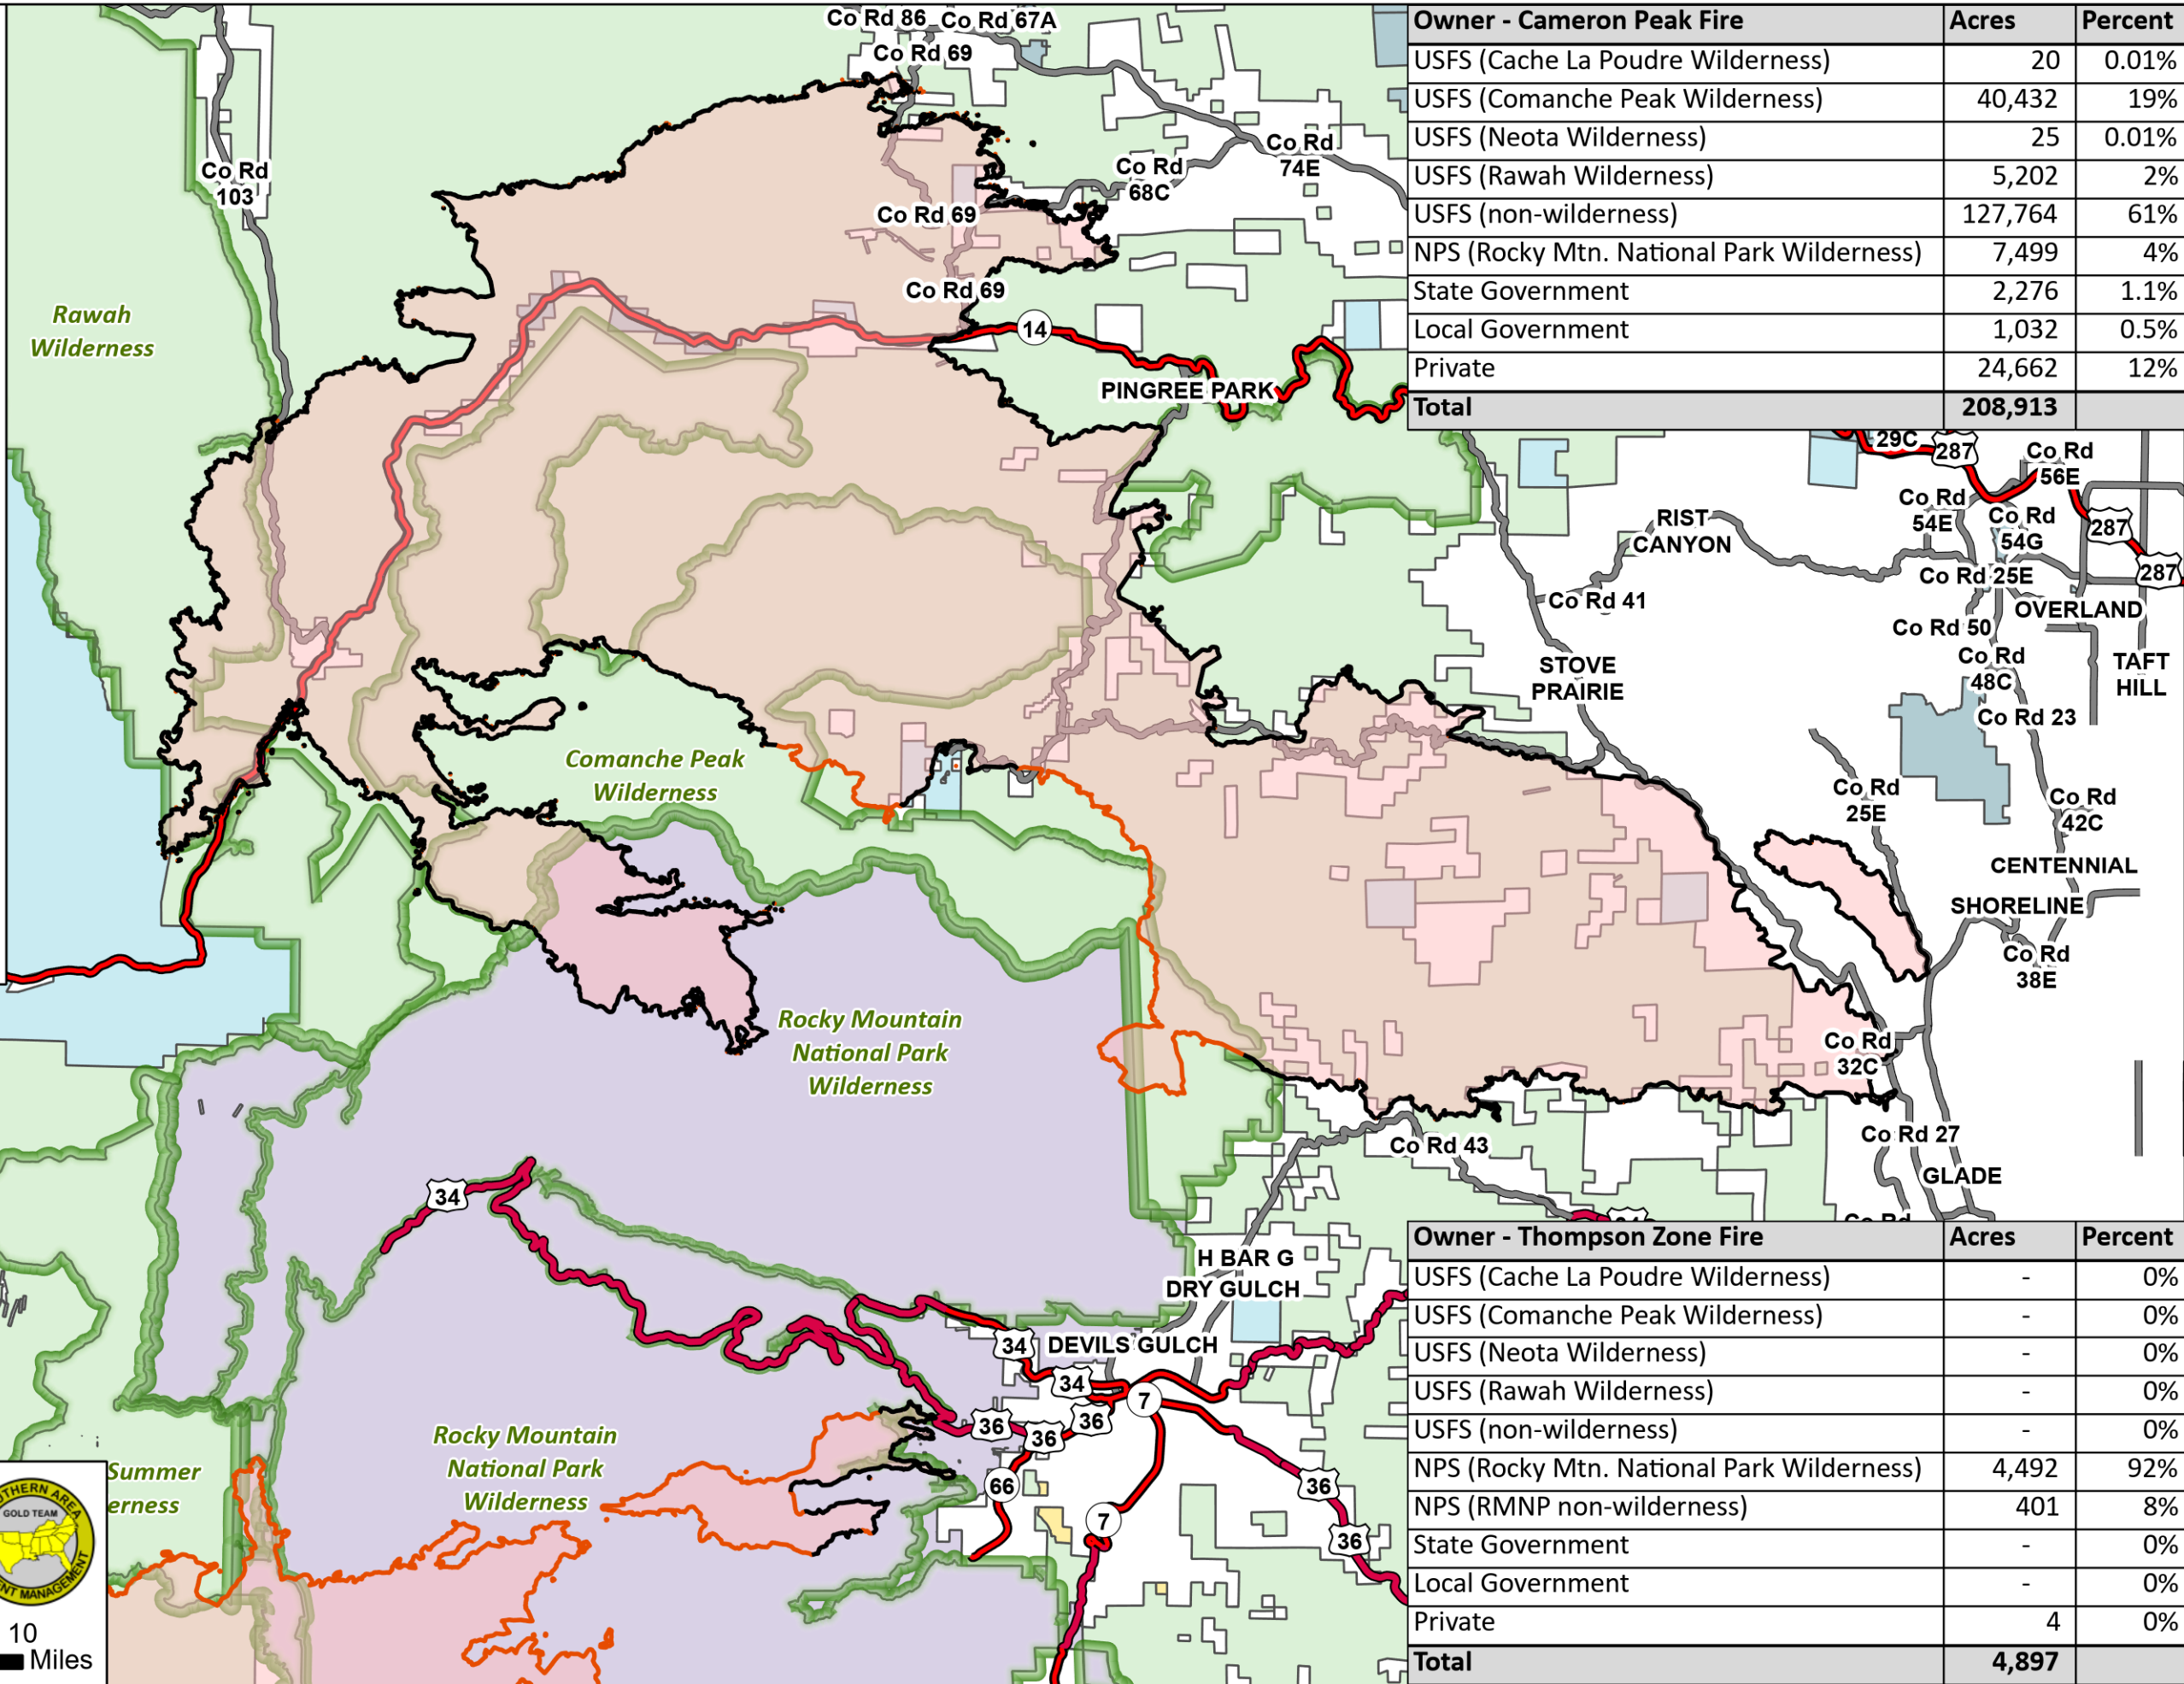 Co Rd 86 Co Rd 67A
Co Rd 69
Co Rd
103
Co Rd
74E
Co Rd
68C
Co Rd 69
Co Rd 69
Rawah
Wilderness
14
PINGREE PARK
Owner - Cameron Peak Fire Acres Percent
USFS (Cache La Poudre Wilderness) 20 0.01%
USFS (Comanche Peak Wilderness) 40,432 19%
USFS (Neota Wilderness) 25 0.01%
USFS (Rawah Wilderness) 5,202 2%
USFS (non-wilderness) 127,764 61%
NPS (Rocky Mtn. National Park Wilderness) 7,499 4%
State Government 2,276 1.1%
Local Government 1,032 0.5%
Private 24,662 12%
Total 208,913
29C
287
Co Rd
56E
Co Rd
54E
Co Rd
54G
287
287
RIST
CANYON
Co Rd 25E
Co Rd 41
OVERLAND
Co Rd 50
STOVE
PRAIRIE
Co Rd
48C
TAFT
HILL
Co Rd 23
Comanche Peak
Wilderness
Co Rd
25E
Co Rd
42C
CENTENNIAL
SHORELINE
Co Rd
38E
Rocky Mountain
National Park
Wilderness
Co Rd
32C
Co Rd 43
Co Rd 27
GLADE
34
H BAR G
DRY GULCH
34
DEVILS GULCH
34
7
36
36
36
66
36
7
36
Rocky Mountain
National Park
Wilderness
Summer
erness
Owner - Thompson Zone Fire Acres Percent
USFS (Cache La Poudre Wilderness) - 0%
USFS (Comanche Peak Wilderness) - 0%
USFS (Neota Wilderness) - 0%
USFS (Rawah Wilderness) - 0%
USFS (non-wilderness) - 0%
NPS (Rocky Mtn. National Park Wilderness) 4,492 92%
NPS (RMNP non-wilderness) 401 8%
State Government - 0%
Local Government - 0%
Private 4 0%
Total 4,897
UTHERN AREA
GOLD TEAM
ENT MANAGEMENT
10
Miles